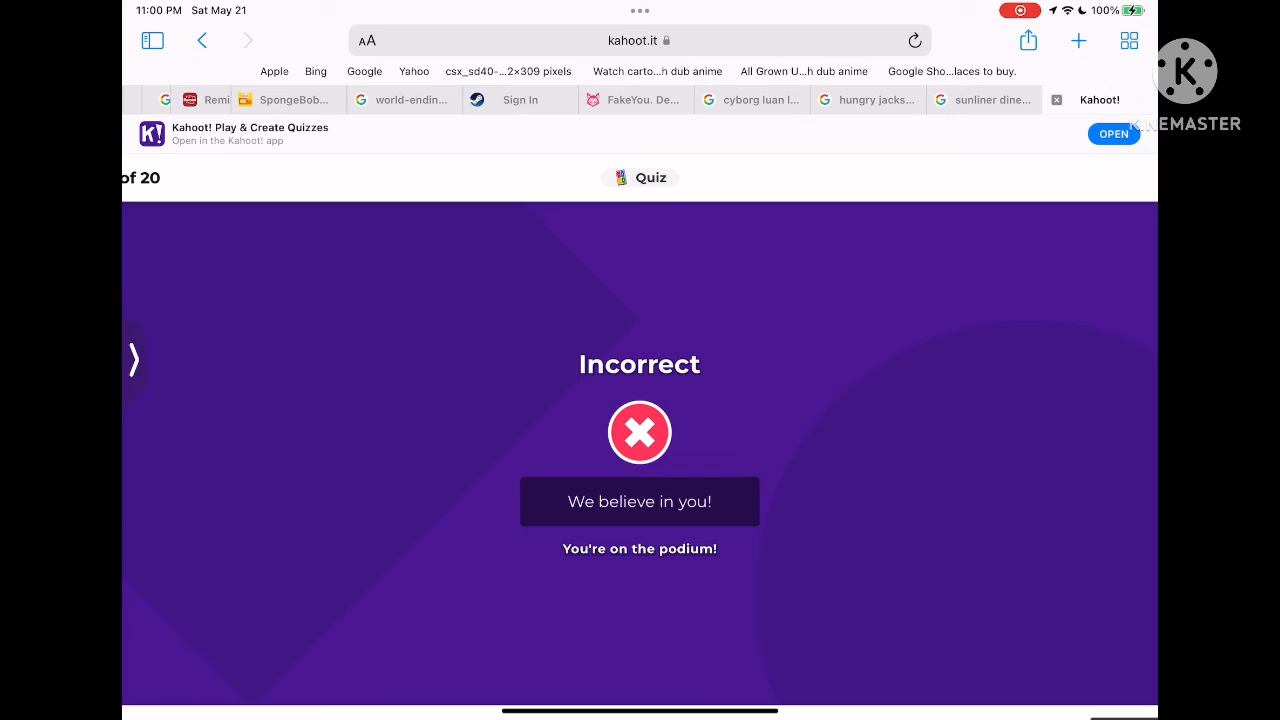 11:00 PM Sat May 21
100%
AA kahoot.it
Apple Bing Google Yahoo csx_sd40-...2×309 pixels Watch carto...h dub anime All Grown U...h dub anime Google Sho...laces to buy.
Remi SpongeBob... world-endin... Sign In FakeYou. De... cyborg luan l... hungry jacks... sunliner dine... Kahoot!
K! Kahoot! Play & Create Quizzes
Open in the Kahoot! app
OPEN
K
KINEMASTER
of 20
Quiz
Incorrect
We believe in you!
You're on the podium!